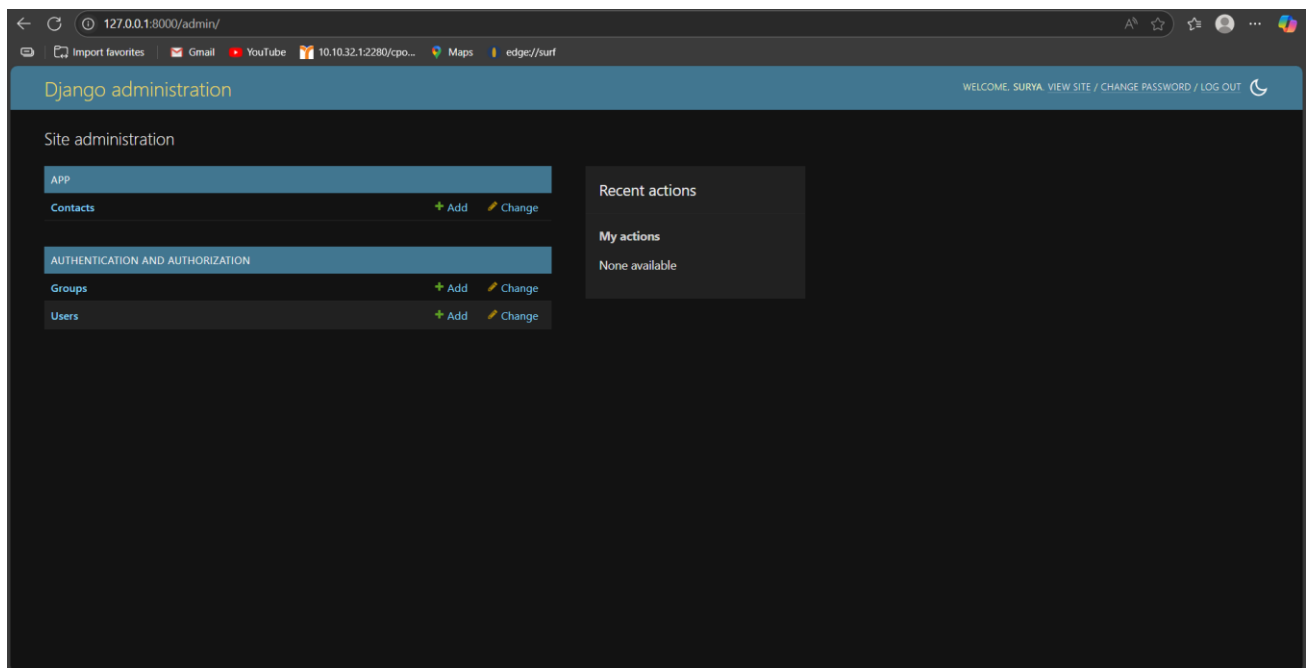 127.0.0.1:8000/admin/
Import favorites Gmail YouTube 10.10.32.1:2280/cpo... Maps edge://surf
Django administration
WELCOME, SURYA. VIEW SITE / CHANGE PASSWORD / LOG OUT
Site administration
APP
Contacts + Add Change
AUTHENTICATION AND AUTHORIZATION
Groups + Add Change
Users + Add Change
Recent actions
My actions
None available